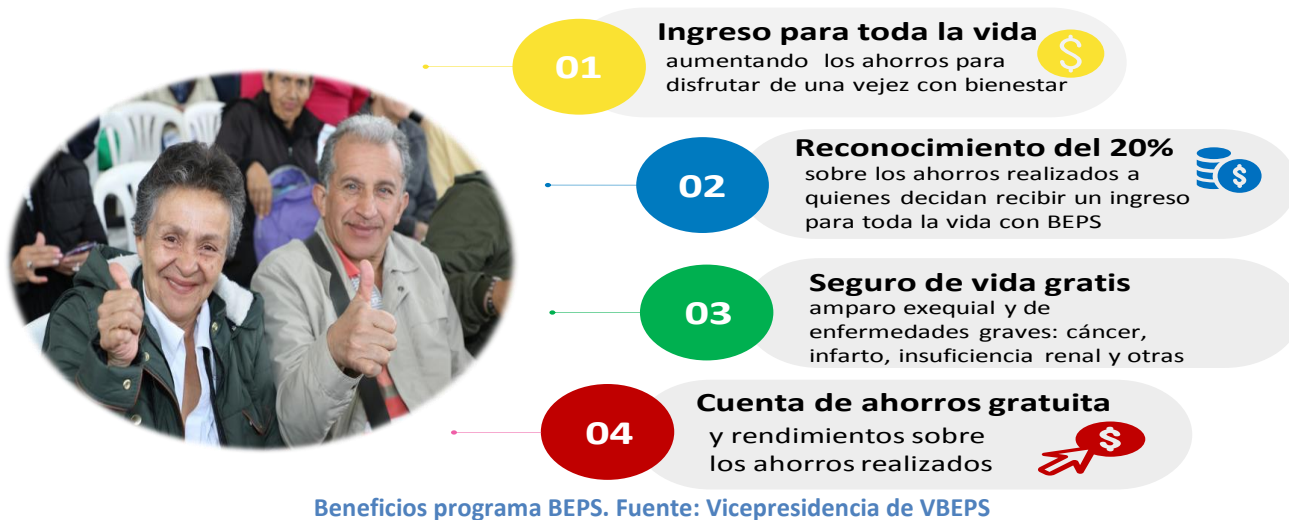 01
Ingreso para toda la vida
aumentando los ahorros para
disfrutar de una vejez con bienestar
$
02
Reconocimiento del 20%
sobre los ahorros realizados a
quienes decidan recibir un ingreso
para toda la vida con BEPS
$
03
Seguro de vida gratis
amparo exequial y de
enfermedades graves: cáncer,
infarto, insuficiencia renal y otras
04
Cuenta de ahorros gratuita
y rendimientos sobre
los ahorros realizados
$
Beneficios programa BEPS. Fuente: Vicepresidencia de VBEPS